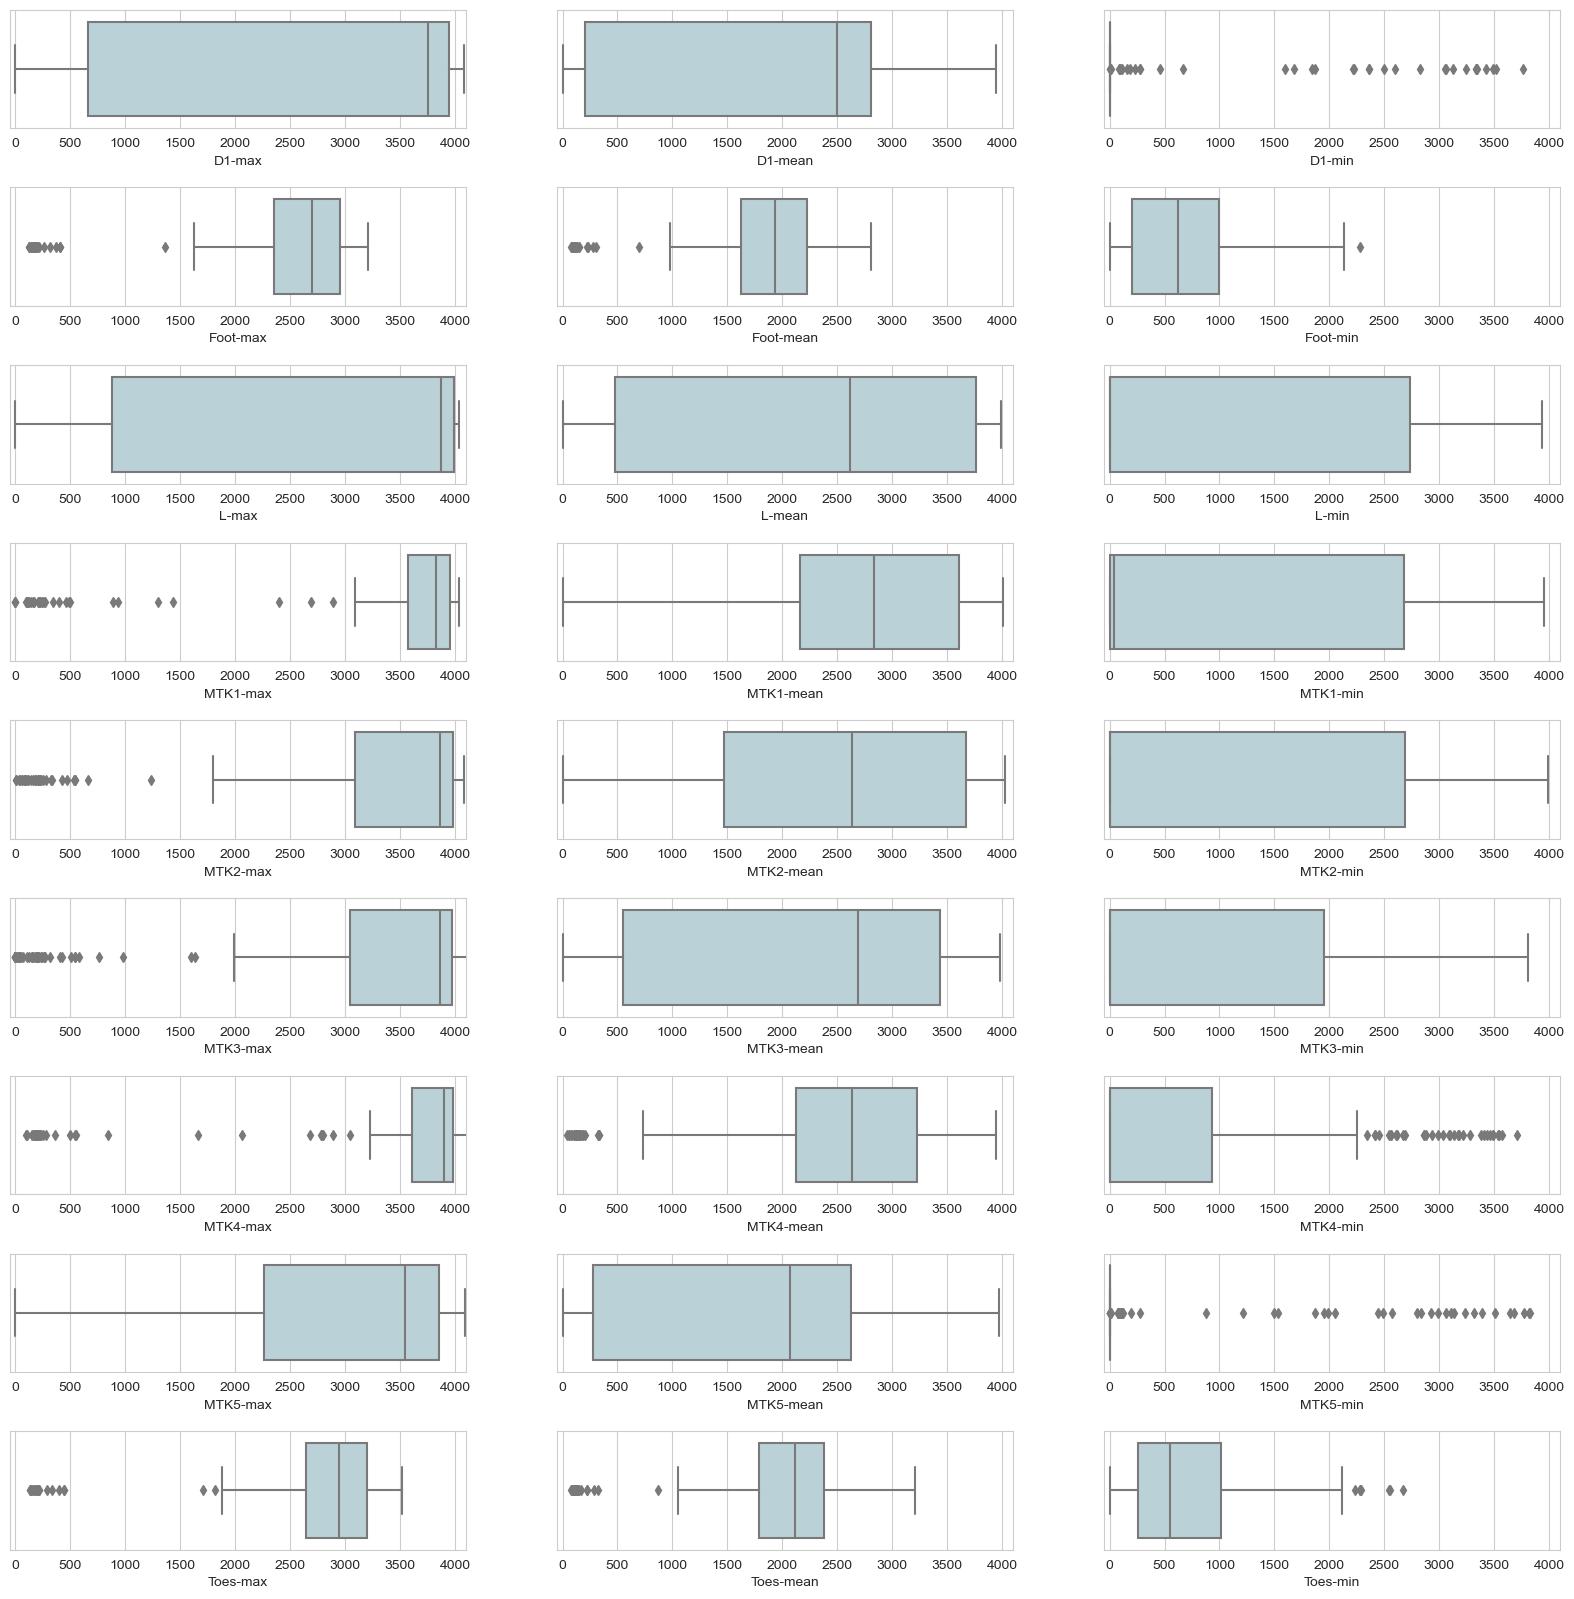 0 500 1000 1500 2000 2500 3000 3500 4000 0 500 1000 1500 2000 2500 3000 3500 4000 0 500 1000 1500 2000 2500 3000 3500 4000
D1-max D1-mean D1-min
0 500 1000 1500 2000 2500 3000 3500 4000 0 500 1000 1500 2000 2500 3000 3500 4000 0 500 1000 1500 2000 2500 3000 3500 4000
Foot-max Foot-mean Foot-min
0 500 1000 1500 2000 2500 3000 3500 4000 0 500 1000 1500 2000 2500 3000 3500 4000 0 500 1000 1500 2000 2500 3000 3500 4000
L-max L-mean L-min
0 500 1000 1500 2000 2500 3000 3500 4000 0 500 1000 1500 2000 2500 3000 3500 4000 0 500 1000 1500 2000 2500 3000 3500 4000
MTK1-max MTK1-mean MTK1-min
0 500 1000 1500 2000 2500 3000 3500 4000 0 500 1000 1500 2000 2500 3000 3500 4000 0 500 1000 1500 2000 2500 3000 3500 4000
MTK2-max MTK2-mean MTK2-min
0 500 1000 1500 2000 2500 3000 3500 4000 0 500 1000 1500 2000 2500 3000 3500 4000 0 500 1000 1500 2000 2500 3000 3500 4000
MTK3-max MTK3-mean MTK3-min
0 500 1000 1500 2000 2500 3000 3500 4000 0 500 1000 1500 2000 2500 3000 3500 4000 0 500 1000 1500 2000 2500 3000 3500 4000
MTK4-max MTK4-mean MTK4-min
0 500 1000 1500 2000 2500 3000 3500 4000 0 500 1000 1500 2000 2500 3000 3500 4000 0 500 1000 1500 2000 2500 3000 3500 4000
MTK5-max MTK5-mean MTK5-min
0 500 1000 1500 2000 2500 3000 3500 4000 0 500 1000 1500 2000 2500 3000 3500 4000 0 500 1000 1500 2000 2500 3000 3500 4000
Toes-max Toes-mean Toes-min